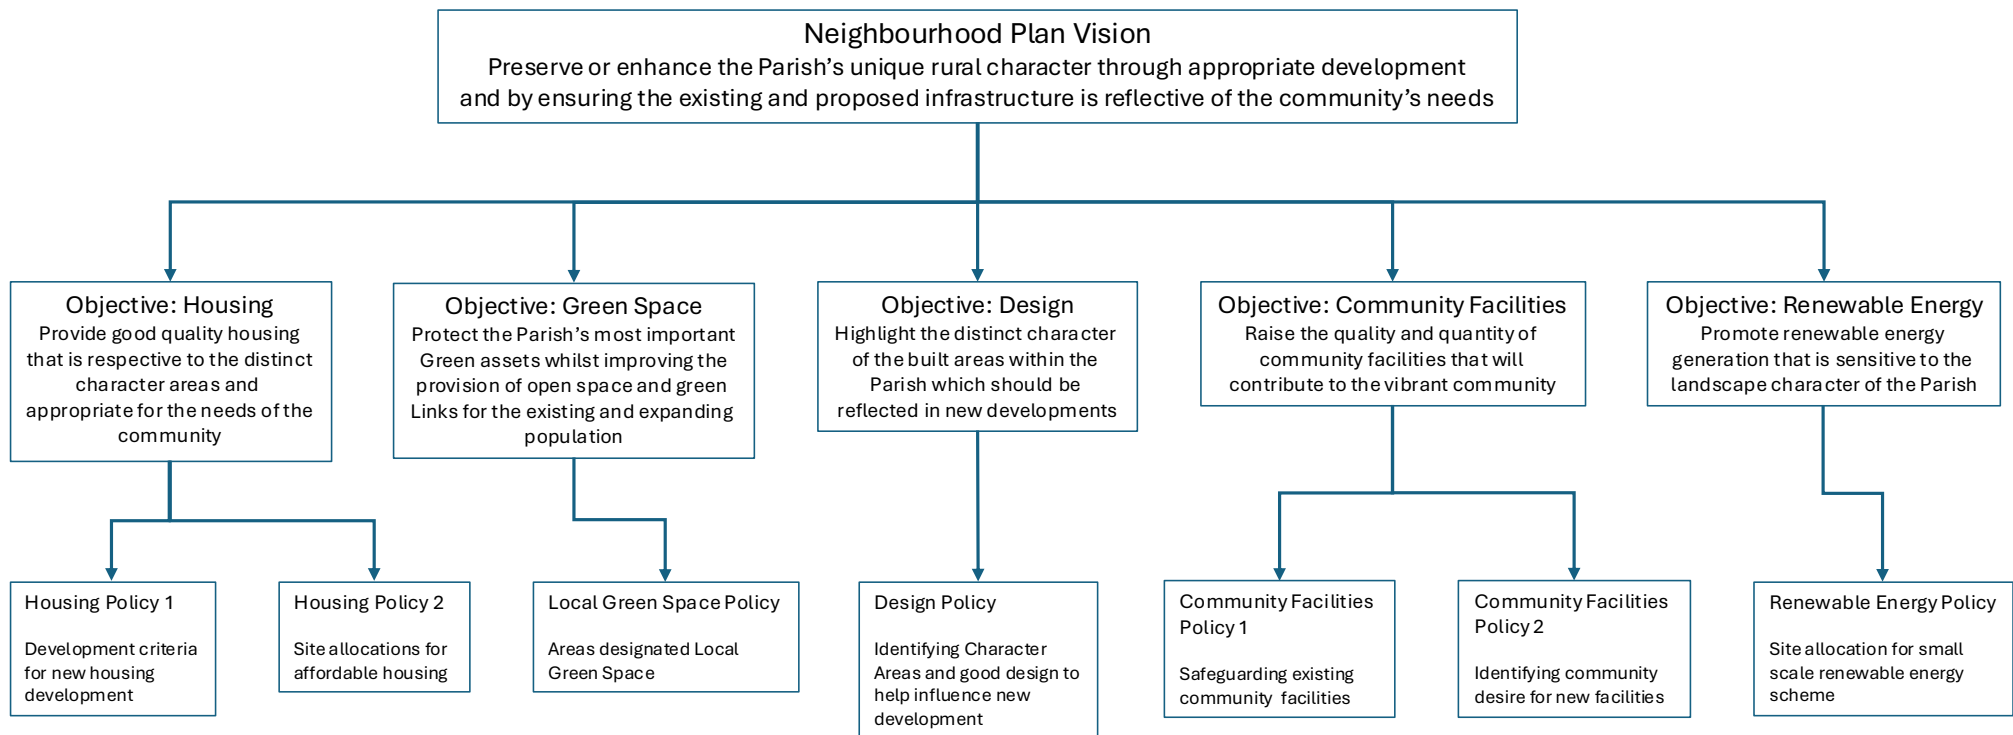 Neighbourhood Plan Vision
Preserve or enhance the Parish’s unique rural character through appropriate development
and by ensuring the existing and proposed infrastructure is reflective of the community’s needs
Objective: Housing
Provide good quality housing
that is respective to the distinct
character areas and
appropriate for the needs of the
community
Objective: Green Space
Protect the Parish’s most important
Green assets whilst improving the
provision of open space and green
Links for the existing and expanding
population
Objective: Design
Highlight the distinct character
of the built areas within the
Parish which should be
reflected in new developments
Objective: Community Facilities
Raise the quality and quantity of
community facilities that will
contribute to the vibrant community
Objective: Renewable Energy
Promote renewable energy
generation that is sensitive to the
landscape character of the Parish
Housing Policy 1
Development criteria
for new housing
development
Housing Policy 2
Site allocations for
affordable housing
Local Green Space Policy
Areas designated Local
Green Space
Design Policy
Identifying Character
Areas and good design to
help influence new
development
Community Facilities
Policy 1
Safeguarding existing
community facilities
Community Facilities
Policy 2
Identifying community
desire for new facilities
Renewable Energy Policy
Site allocation for small
scale renewable energy
scheme